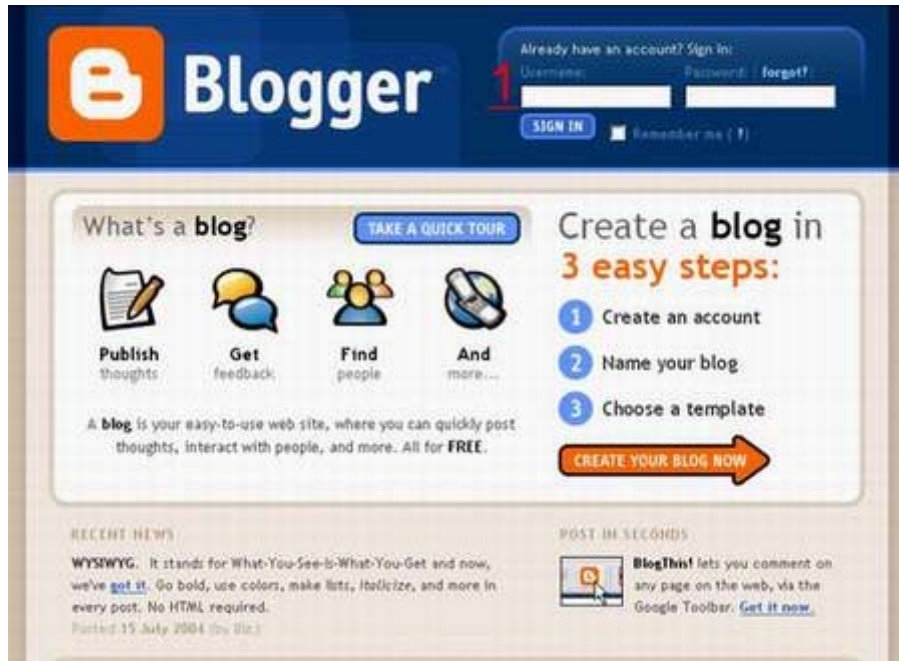 Blogger
Already have an account? Sign in:
Username: Password: (forgot?)
1
SIGN IN
Remember me (?)
What's a blog?
TAKE A QUICK TOUR
Publish
thoughts
Get
feedback
Find
people
And
more...
A blog is your easy-to-use web site, where you can quickly post
thoughts, interact with people, and more. All for FREE.
Create a blog in
3 easy steps:
1 Create an account
2 Name your blog
3 Choose a template
CREATE YOUR BLOG NOW
RECENT NEWS
WYSIWYG. It stands for What-You-See-Is-What-You-Get and now,
we've got it. Go bold, use colors, make lists, italicize, and more in
every post. No HTML required.
Posted 15 July 2004 (by Biz.)
POST IN SECONDS
BlogThis! lets you comment
on any page on the web, via the
Google Toolbar. Get it now.